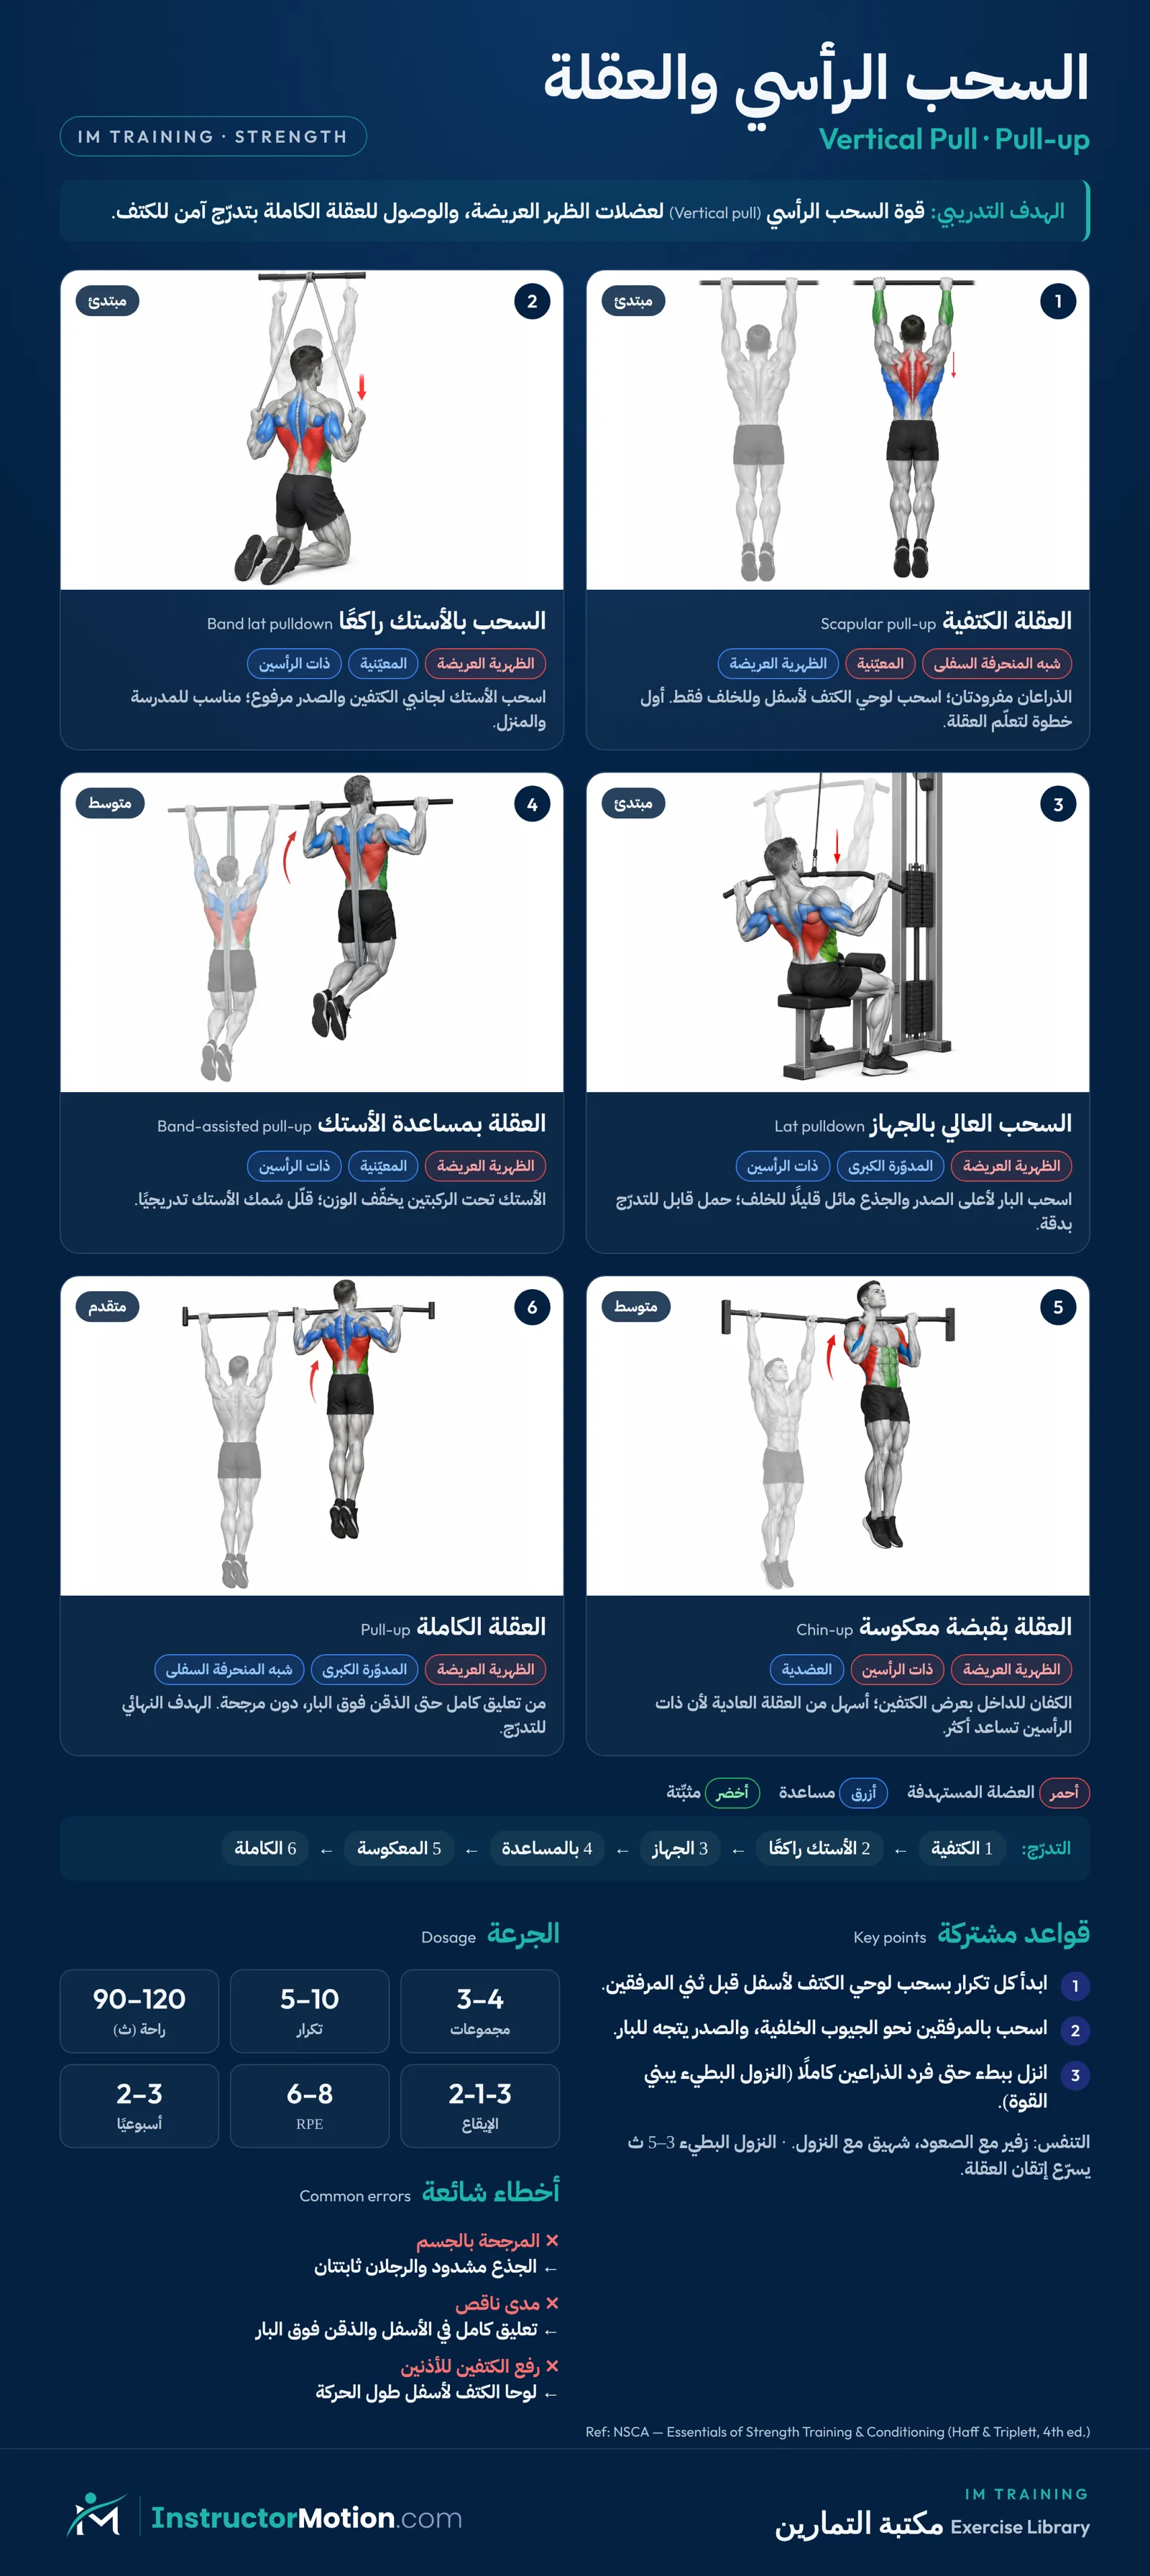 السحب الرأسي والعقلة
Vertical Pull · Pull-up
IM TRAINING · STRENGTH
الهدف التدريبي: قوة السحب الرأسي (Vertical pull) لعضلات الظهر العريضة، والوصول للعقلة الكاملة بتدرّج آمن للكتف.
1
مبتدئ
العقلة الكتفية Scapular pull-up
شبه المنحرفة السفلى المعيّنية الظهرية العريضة
الذراعان مفرودتان؛ اسحب لوحي الكتف لأسفل وللخلف فقط. أول
خطوة لتعلّم العقلة.
2
مبتدئ
السحب بالأستك راكعًا Band lat pulldown
الظهرية العريضة المعيّنية ذات الرأسين
اسحب الأستك لجانبي الكتفين والصدر مرفوع؛ مناسب للمدرسة
والمنزل.
3
مبتدئ
السحب العالي بالجهاز Lat pulldown
الظهرية العريضة المدوّرة الكبرى ذات الرأسين
اسحب البار لأعلى الصدر والجذع مائل قليلًا للخلف؛ حمل قابل للتدرّج
بدقة.
4
متوسط
العقلة بمساعدة الأستك Band-assisted pull-up
الظهرية العريضة المعيّنية ذات الرأسين
الأستك تحت الركبتين يخفّف الوزن؛ قلّل سُمك الأستك تدريجيًا.
5
متوسط
العقلة بقبضة معكوسة Chin-up
الظهرية العريضة ذات الرأسين العضدية
الكفان للداخل بعرض الكتفين؛ أسهل من العقلة العادية لأن ذات
الرأسين تساعد أكثر.
6
متقدم
العقلة الكاملة Pull-up
الظهرية العريضة المدوّرة الكبرى شبه المنحرفة السفلى
من تعليق كامل حتى الذقن فوق البار، دون مرجحة. الهدف النهائي
للتدرّج.
أحمر العضلة المستهدفة أزرق مساعدة أخضر مثبّتة
التدرّج: 1 الكتفية ← 2 الأستك راكعًا ← 3 الجهاز ← 4 بالمساعدة ← 5 المعكوسة ← 6 الكاملة
قواعد مشتركة Key points
1 ابدأ كل تكرار بسحب لوحي الكتف لأسفل قبل ثني المرفقين.
2 اسحب بالمرفقين نحو الجيوب الخلفية، والصدر يتجه للبار.
3 انزل ببطء حتى فرد الذراعين كاملًا (النزول البطيء يبني
القوة).
التنفس: زفير مع الصعود، شهيق مع النزول. · النزول البطيء 3–5 ث
يسرّع إتقان العقلة.
الجرعة Dosage
3–4
مجموعات
5–10
تكرار
90–120
راحة (ث)
2-1-3
الإيقاع
6–8
RPE
2–3
أسبوعيًا
أخطاء شائعة Common errors
✕ المرجحة بالجسم
← الجذع مشدود والرجلان ثابتتان
✕ مدى ناقص
← تعليق كامل في الأسفل والذقن فوق البار
✕ رفع الكتفين للأذنين
← لوحا الكتف لأسفل طول الحركة
Ref: NSCA — Essentials of Strength Training & Conditioning (Haff & Triplett, 4th ed.)
IM TRAINING
مكتبة التمارين Exercise Library
InstructorMotion.com